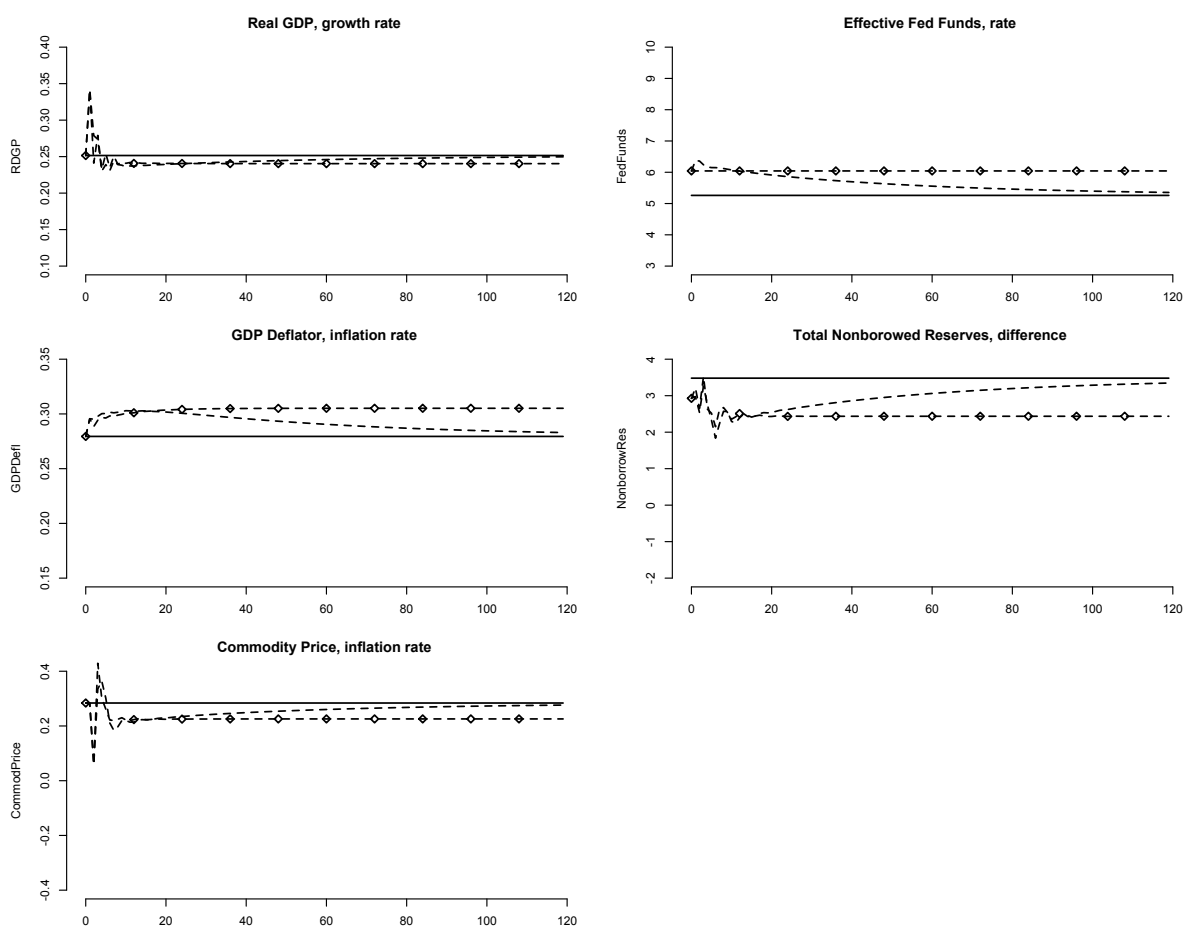 Real GDP, growth rate
RDGP
0.10 0.15 0.20 0.25 0.30 0.35 0.40
0 20 40 60 80 100 120
Effective Fed Funds, rate
FedFunds
3 4 5 6 7 8 9 10
0 20 40 60 80 100 120
GDP Deflator, inflation rate
GDPDefl
0.15 0.20 0.25 0.30 0.35
0 20 40 60 80 100 120
Total Nonborowed Reserves, difference
NonborrowRes
-2 -1 0 1 2 3 4
0 20 40 60 80 100 120
Commodity Price, inflation rate
CommodPrice
-0.4 -0.2 0.0 0.2 0.4
0 20 40 60 80 100 120